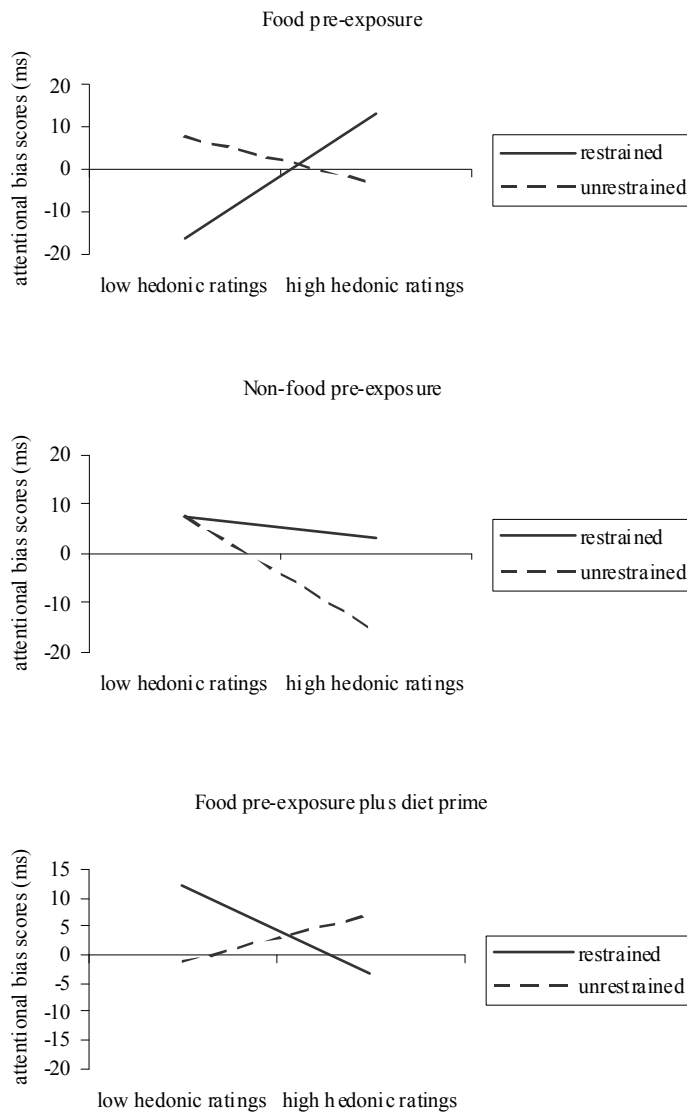 Food pre-exposure
attentional bias scores (ms)
20
10
0
-10
-20
low hedonic ratings high hedonic ratings
restrained
unrestrained
Non-food pre-exposure
attentional bias scores (ms)
20
10
0
-10
-20
low hedonic ratings high hedonic ratings
restrained
unrestrained
Food pre-exposure plus diet prime
attentional bias scores (ms)
15
10
5
0
-5
-10
-15
-20
low hedonic ratings high hedonic ratings
restrained
unrestrained